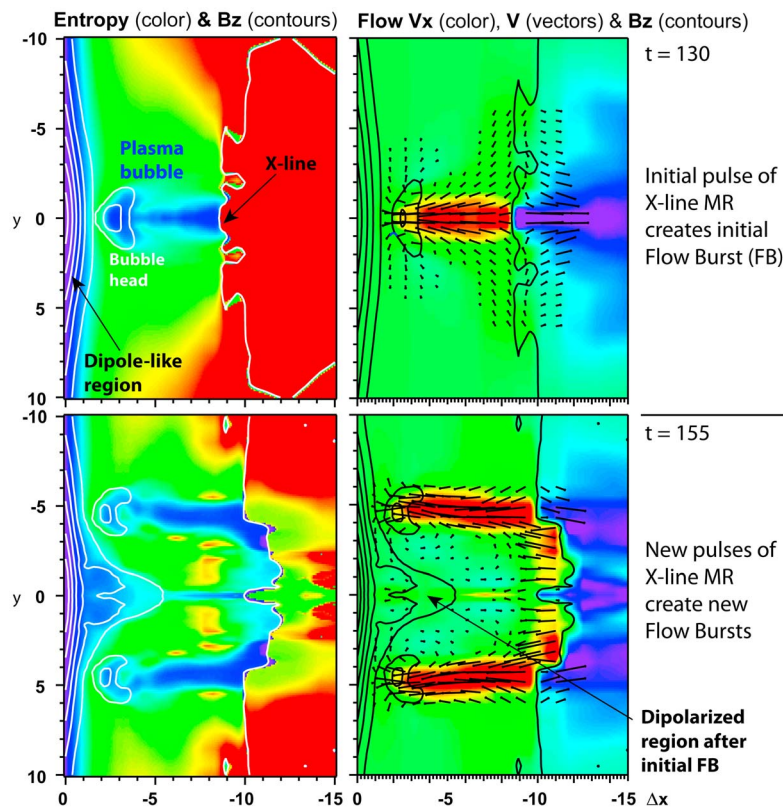 Entropy (color) & Bz (contours)
Flow Vx (color), V (vectors) & Bz (contours)
-10
-5
y 0
5
10
Plasma
bubble
X-line
Bubble
head
Dipole-like
region
t = 130
Initial pulse of
X-line MR
creates initial
Flow Burst (FB)
-10
-5
y 0
5
10
t = 155
New pulses of
X-line MR
create new
Flow Bursts
Dipolarized
region after
initial FB
0 -5 -10 -15 0 -5 -10 -15 Δx